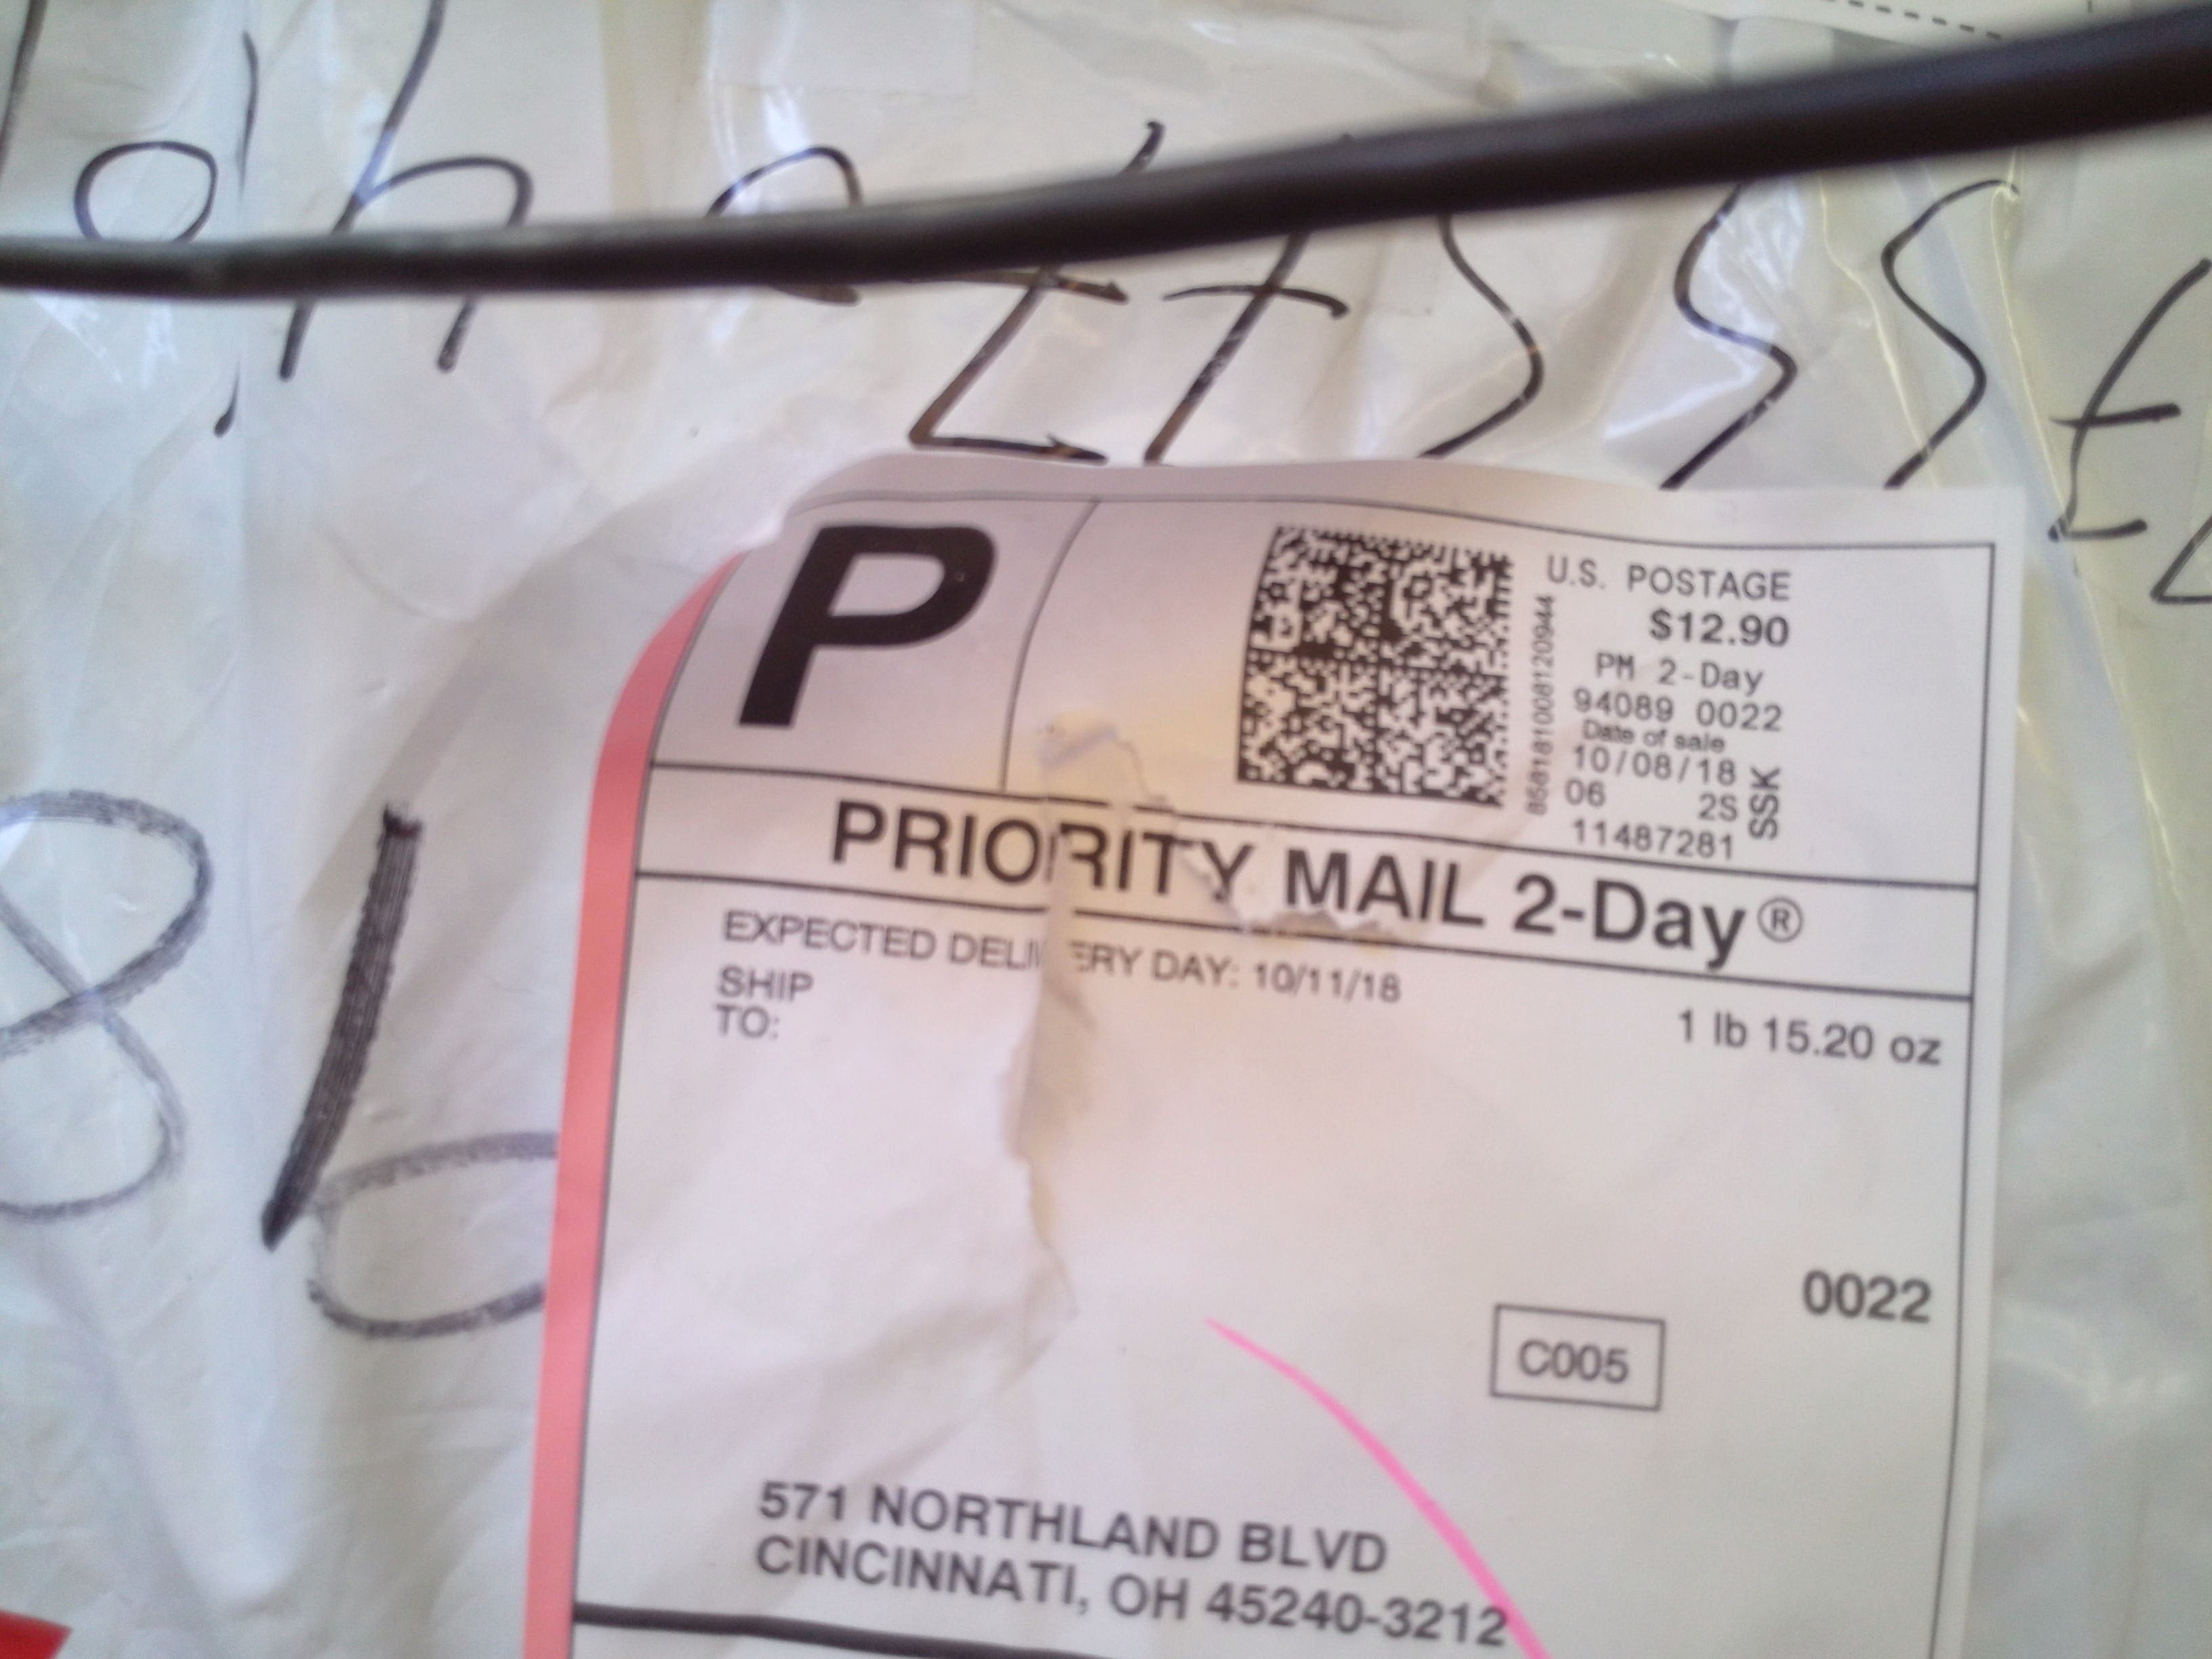 P
U.S. POSTAGE
$12.90
PM 2-Day
94089 0022
Date of sale
10/08/18
06 2S
11487281
SSK
85818181008120944
PRIORITY MAIL 2-Day®
EXPECTED DELIVERY DAY: 10/11/18
SHIP
TO:
1 lb 15.20 oz
0022
C005
571 NORTHLAND BLVD
CINCINNATI, OH 45240-3212